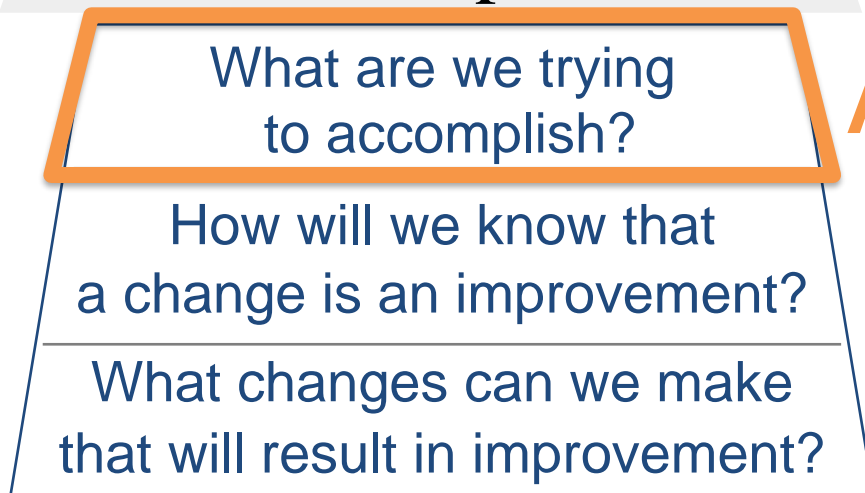 What are we trying
to accomplish?
How will we know that
a change is an improvement?
What changes can we make
that will result in improvement?